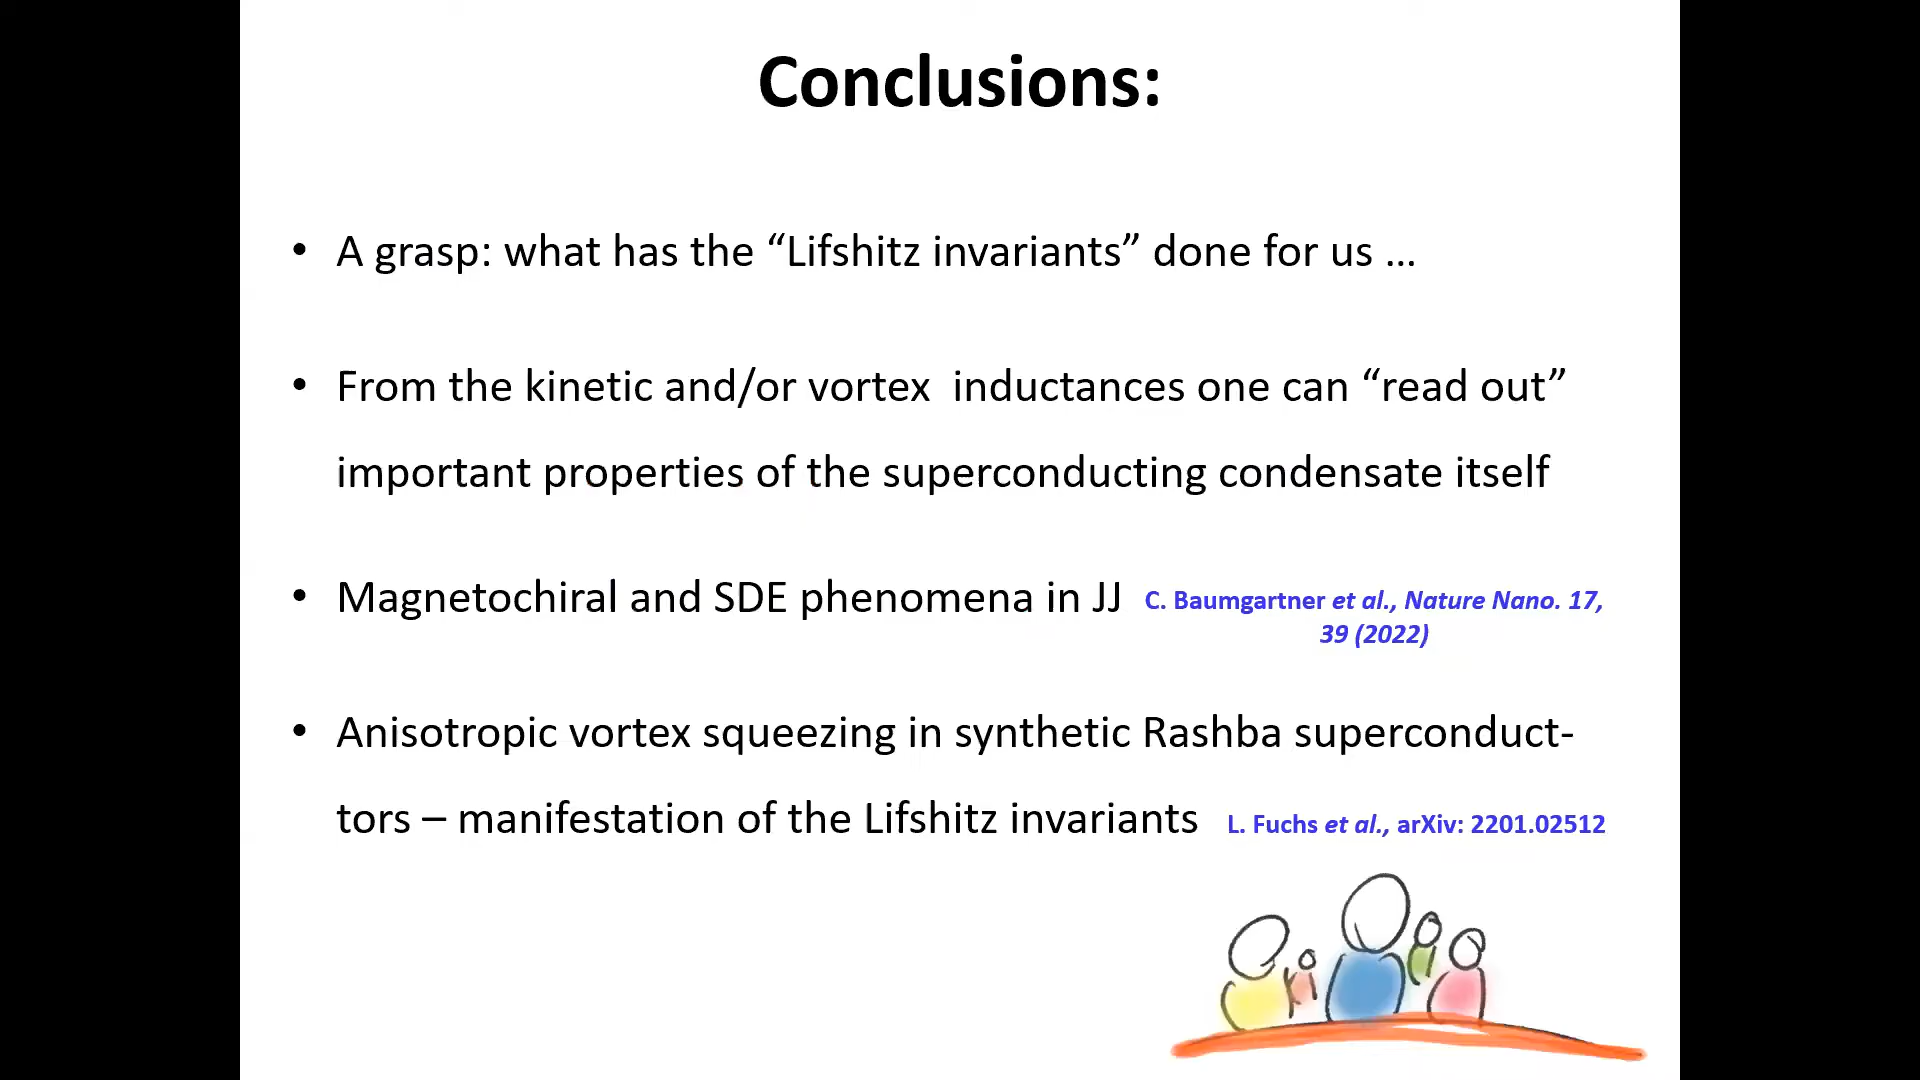 Conclusions:
• A grasp: what has the “Lifshitz invariants” done for us ...
• From the kinetic and/or vortex inductances one can “read out”
important properties of the superconducting condensate itself
• Magnetochiral and SDE phenomena in JJ C. Baumgartner et al., Nature Nano. 17,
39 (2022)
• Anisotropic vortex squeezing in synthetic Rashba superconduct-
tors – manifestation of the Lifshitz invariants L. Fuchs et al., arXiv: 2201.02512